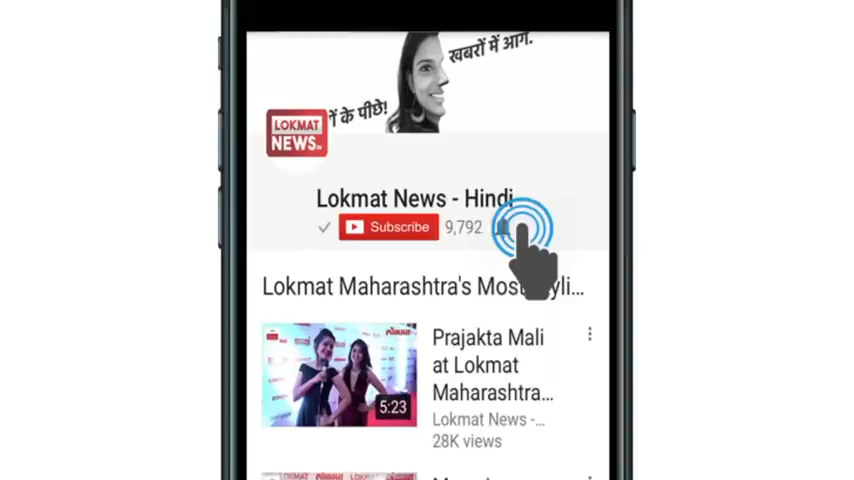 खबरों में आगे.
के पीछे!
LOKMAT
NEWS.in
Lokmat News - Hindi
Subscribe 9,792
Lokmat Maharashtra's Most
Prajakta Mali
at Lokmat
Maharashtra...
5:23
Lokmat News -...
28K views